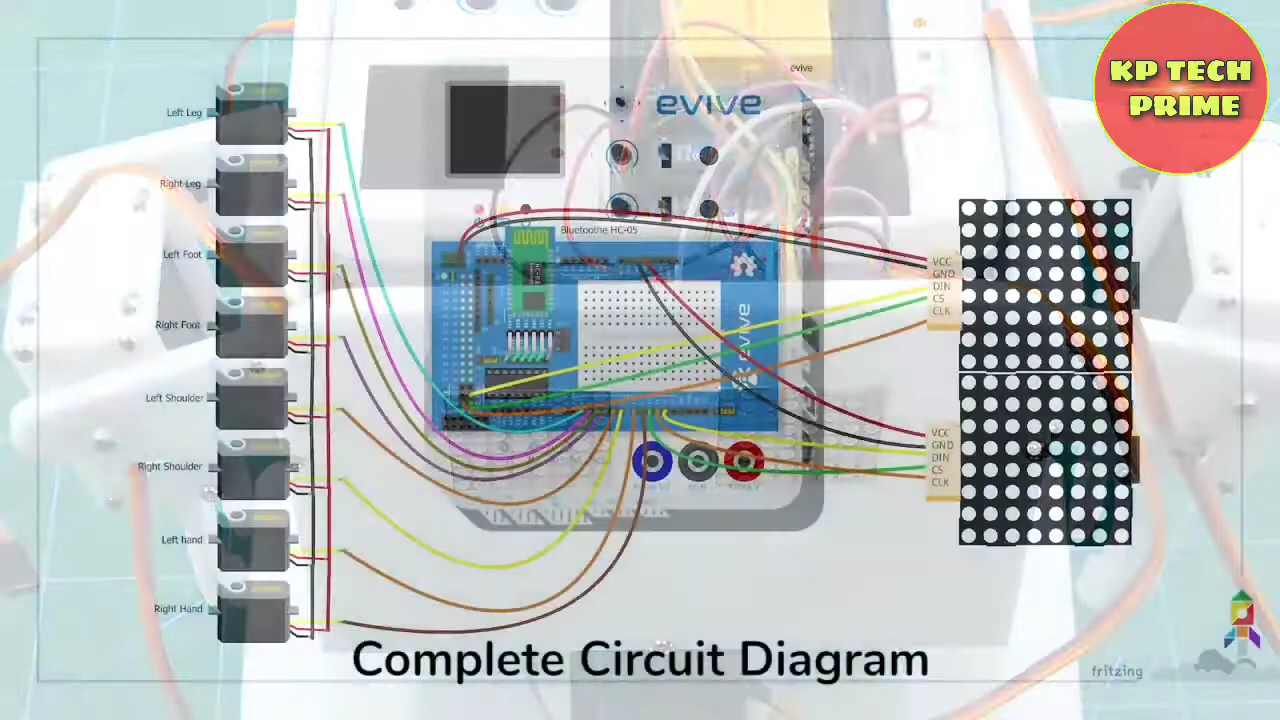 KP TECH
PRIME
evive
evive
Left Leg
Right Leg
Left Foot
Right Foot
Left Shoulder
Right Shoulder
Left hand
Right Hand
Bluetoothe HC-05
evive
VCC
GND
DIN
CS
CLK
VCC
GND
DIN
CS
CLK
Complete Circuit Diagram
fritzing